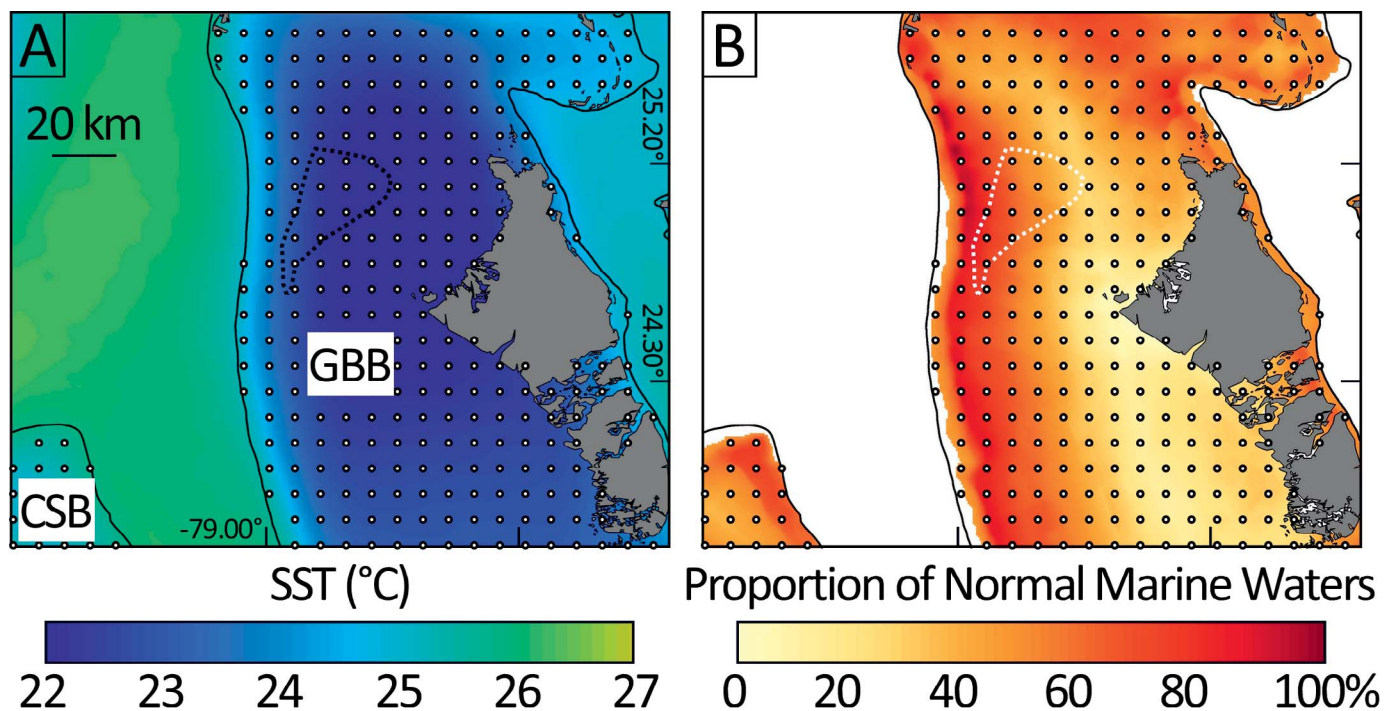 A
20 km
GBB
CSB
-79.00°
25.20°
24.30°
B
SST (°C)
22 23 24 25 26 27
Proportion of Normal Marine Waters
0 20 40 60 80 100%